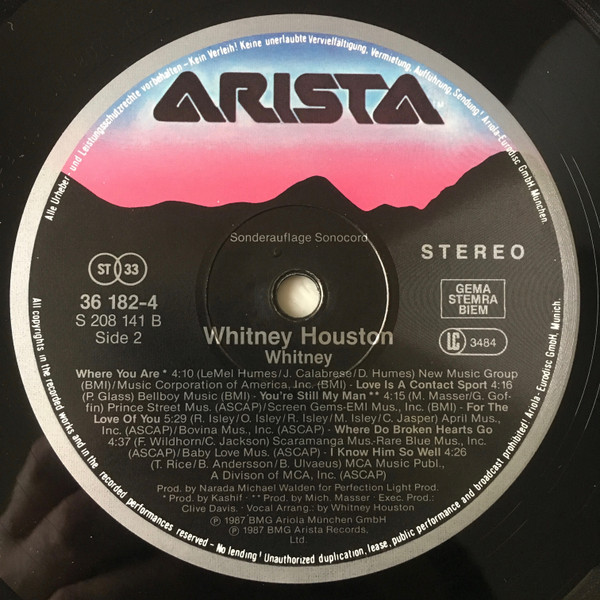 Alle Urheber und Leistungsschutzrechte vorbehalten - Kein Verleih! Keine unerlaubte Vervielfältigung, Vermietung, Aufführung, Sendung! Ariola-Eurodisc GmbH, München.
ARISTA
TM
Sonderauflage Sonocord
STEREO
ST 33
36 182-4
S 208 141 B
Side 2
GEMA
STEMRA
BIEM
LC 3484
Whitney Houston
Whitney
Where You Are * 4:10 (LeMel Humes/J. Calabrese/D. Humes) New Music Group
(BMI)/Music Corporation of America, Inc. (BMI) · Love Is A Contact Sport 4:16
(P. Glass) Bellboy Music (BMI) · You're Still My Man ** 4:15 (M. Masser/G. Gof-
fin) Prince Street Mus. (ASCAP)/Screen Gems-EMI Mus., Inc. (BMI) · For The
Love Of You 5:29 (R. Isley/O. Isley/R. Isley/M. Isley/C. Jasper) April Mus.,
Inc. (ASCAP)/Bovina Mus., Inc. (ASCAP) · Where Do Broken Hearts Go
4:37 (F. Wildhorn/C. Jackson) Scaramanga Mus.-Rare Blue Mus., Inc.
(ASCAP)/Baby Love Mus. (ASCAP) · I Know Him So Well 4:26
(T. Rice/B. Andersson/B. Ulvaeus) MCA Music Publ.,
A Division of MCA, Inc. (ASCAP)
Prod. by Narada Michael Walden for Perfection Light Prod.
* Prod. by Kashif · ** Prod. by Mich. Masser · Exec. Prod.:
Clive Davis. · Vocal Arrang.: by Whitney Houston
℗ 1987 BMG Ariola München GmbH
℗ 1987 BMG Arista Records,
Ltd.
All copyrights in the recorded works and in the recorded performances reserved - No lending! Unauthorized duplication, lease, public performance and broadcast prohibited! Ariola-Eurodisc GmbH, Munich.